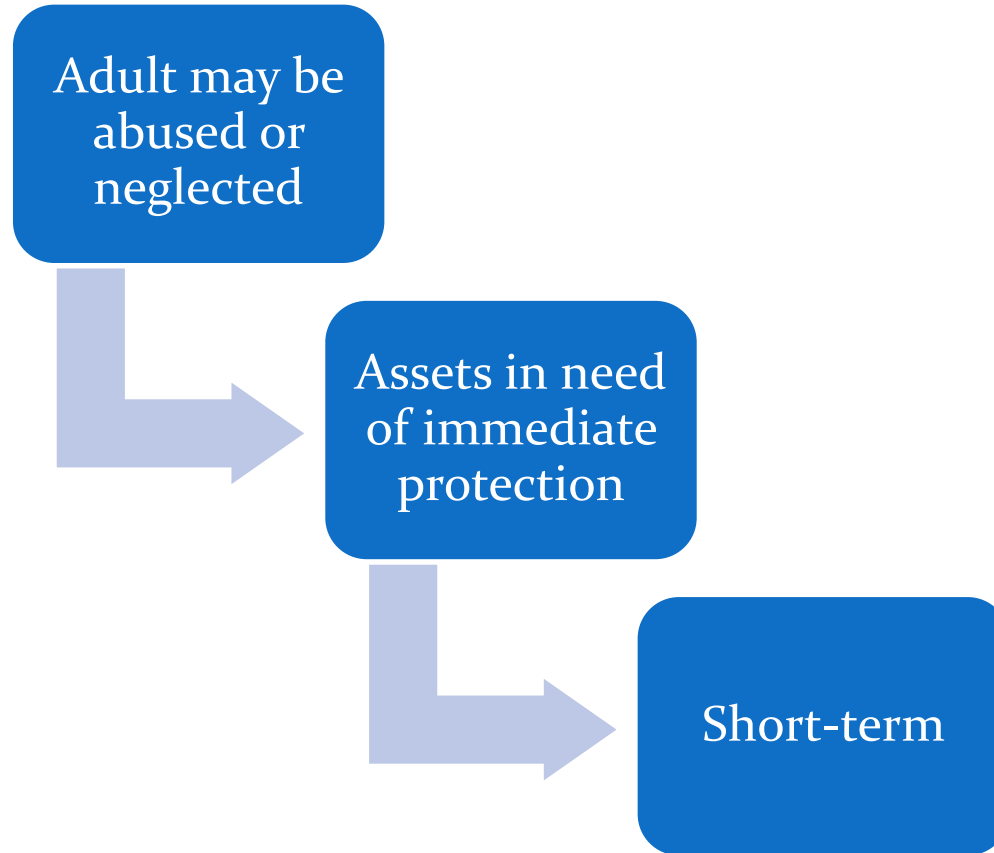 Adult may be
abused or
neglected
Assets in need
of immediate
protection
Short-term